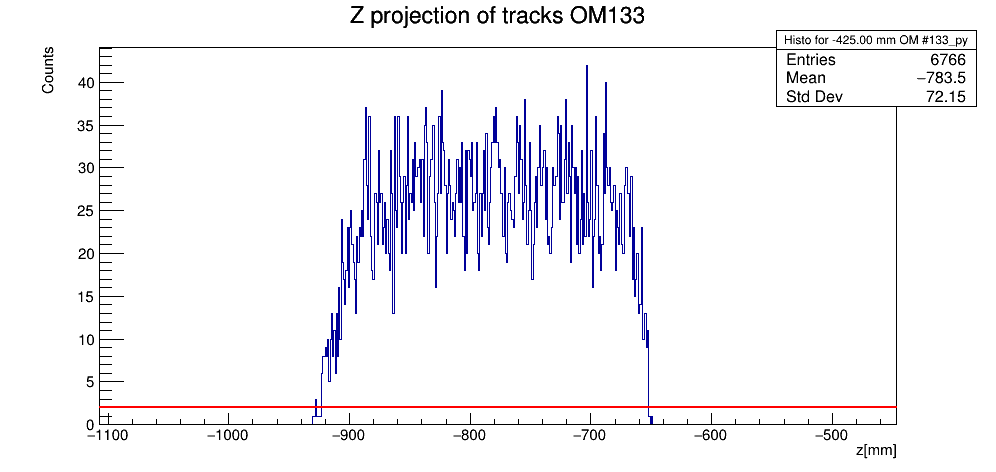 Z projection of tracks OM133
Histo for -425.00 mm OM #133_py
Entries 6766
Mean −783.5
Std Dev 72.15
Counts
40
35
30
25
20
15
10
5
0
−1100 −1000 −900 −800 −700 −600 −500
z[mm]